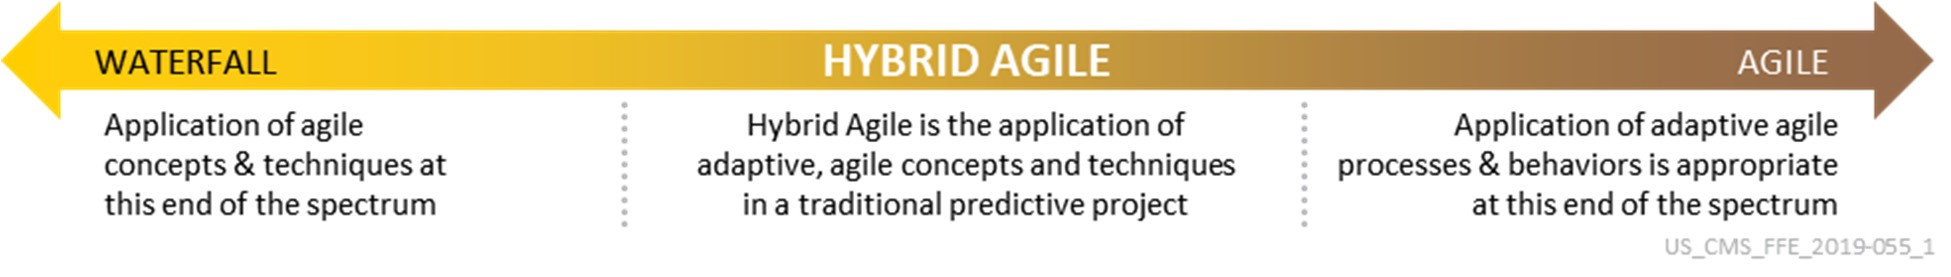 WATERFALL
HYBRID AGILE
AGILE
Application of agile
concepts & techniques at
this end of the spectrum
Hybrid Agile is the application of
adaptive, agile concepts and techniques
in a traditional predictive project
Application of adaptive agile
processes & behaviors is appropriate
at this end of the spectrum
US_CMS_FFE_2019-055_1